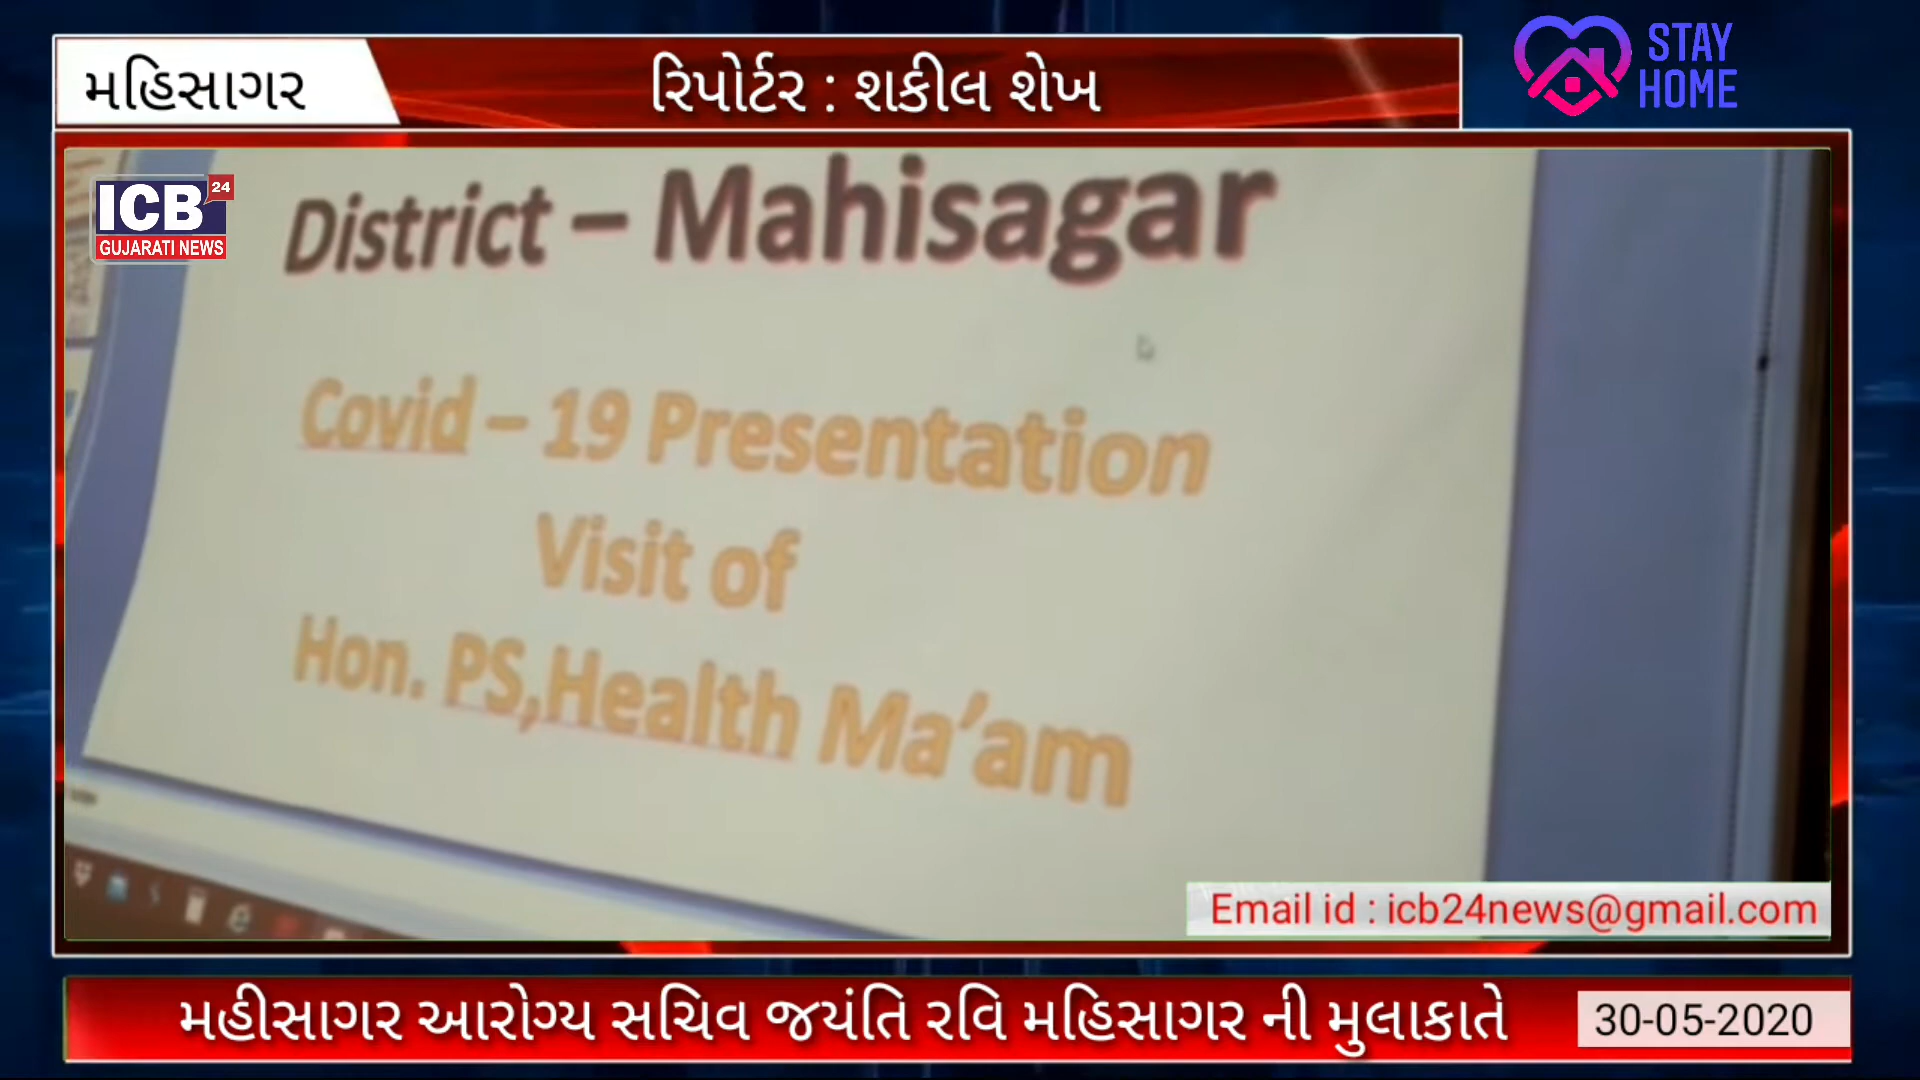 મહિસાગર
રિપોર્ટર : શકીલ શેખ
STAY
HOME
ICB 24
GUJARATI NEWS
District – Mahisagar
Covid – 19 Presentation
Visit of
Hon. PS,Health Ma’am
Email id : icb24news@gmail.com
મહીસાગર આરોગ્ય સચિવ જયંતિ રવિ મહિસાગર ની મુલાકાતે
30-05-2020